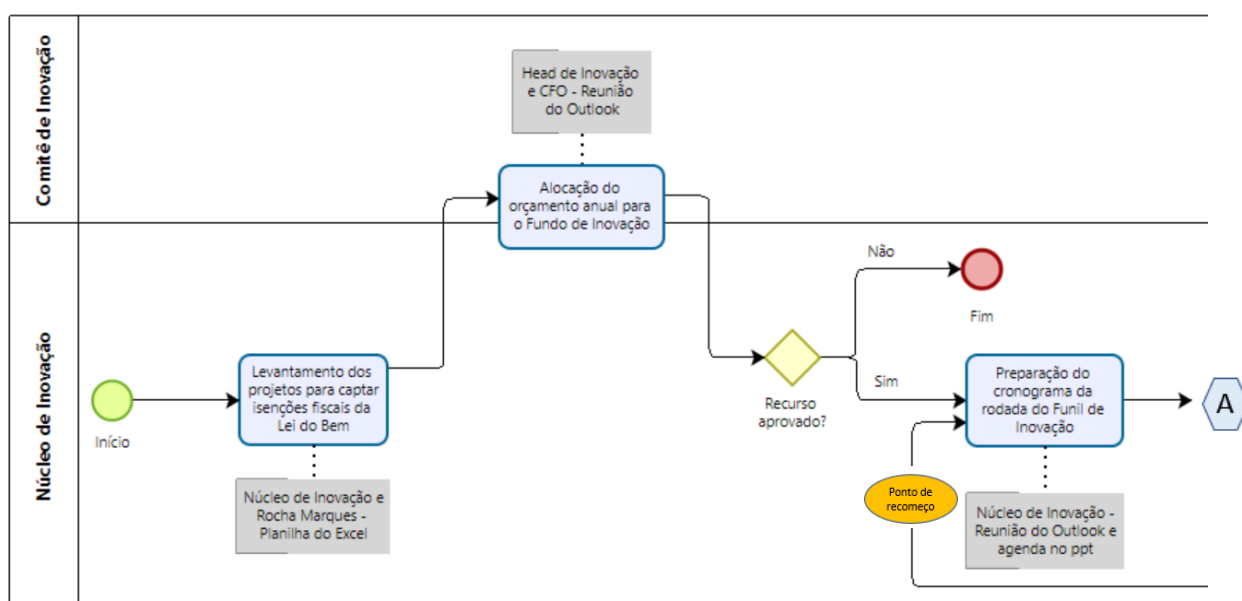 Comitê de Inovação
Head de Inovação
e CFO - Reunião
do Outlook
Alocação do
orçamento anual para
o Fundo de Inovação
Núcleo de Inovação
Início
Levantamento dos
projetos para captar
isenções fiscais da
Lei do Bem
Núcleo de Inovação e
Rocha Marques -
Planilha do Excel
Recurso
aprovado?
Não
Fim
Sim
Preparação do
cronograma da
rodada do Funil de
Inovação
A
Ponto de
recomeço
Núcleo de Inovação -
Reunião do Outlook e
agenda no ppt